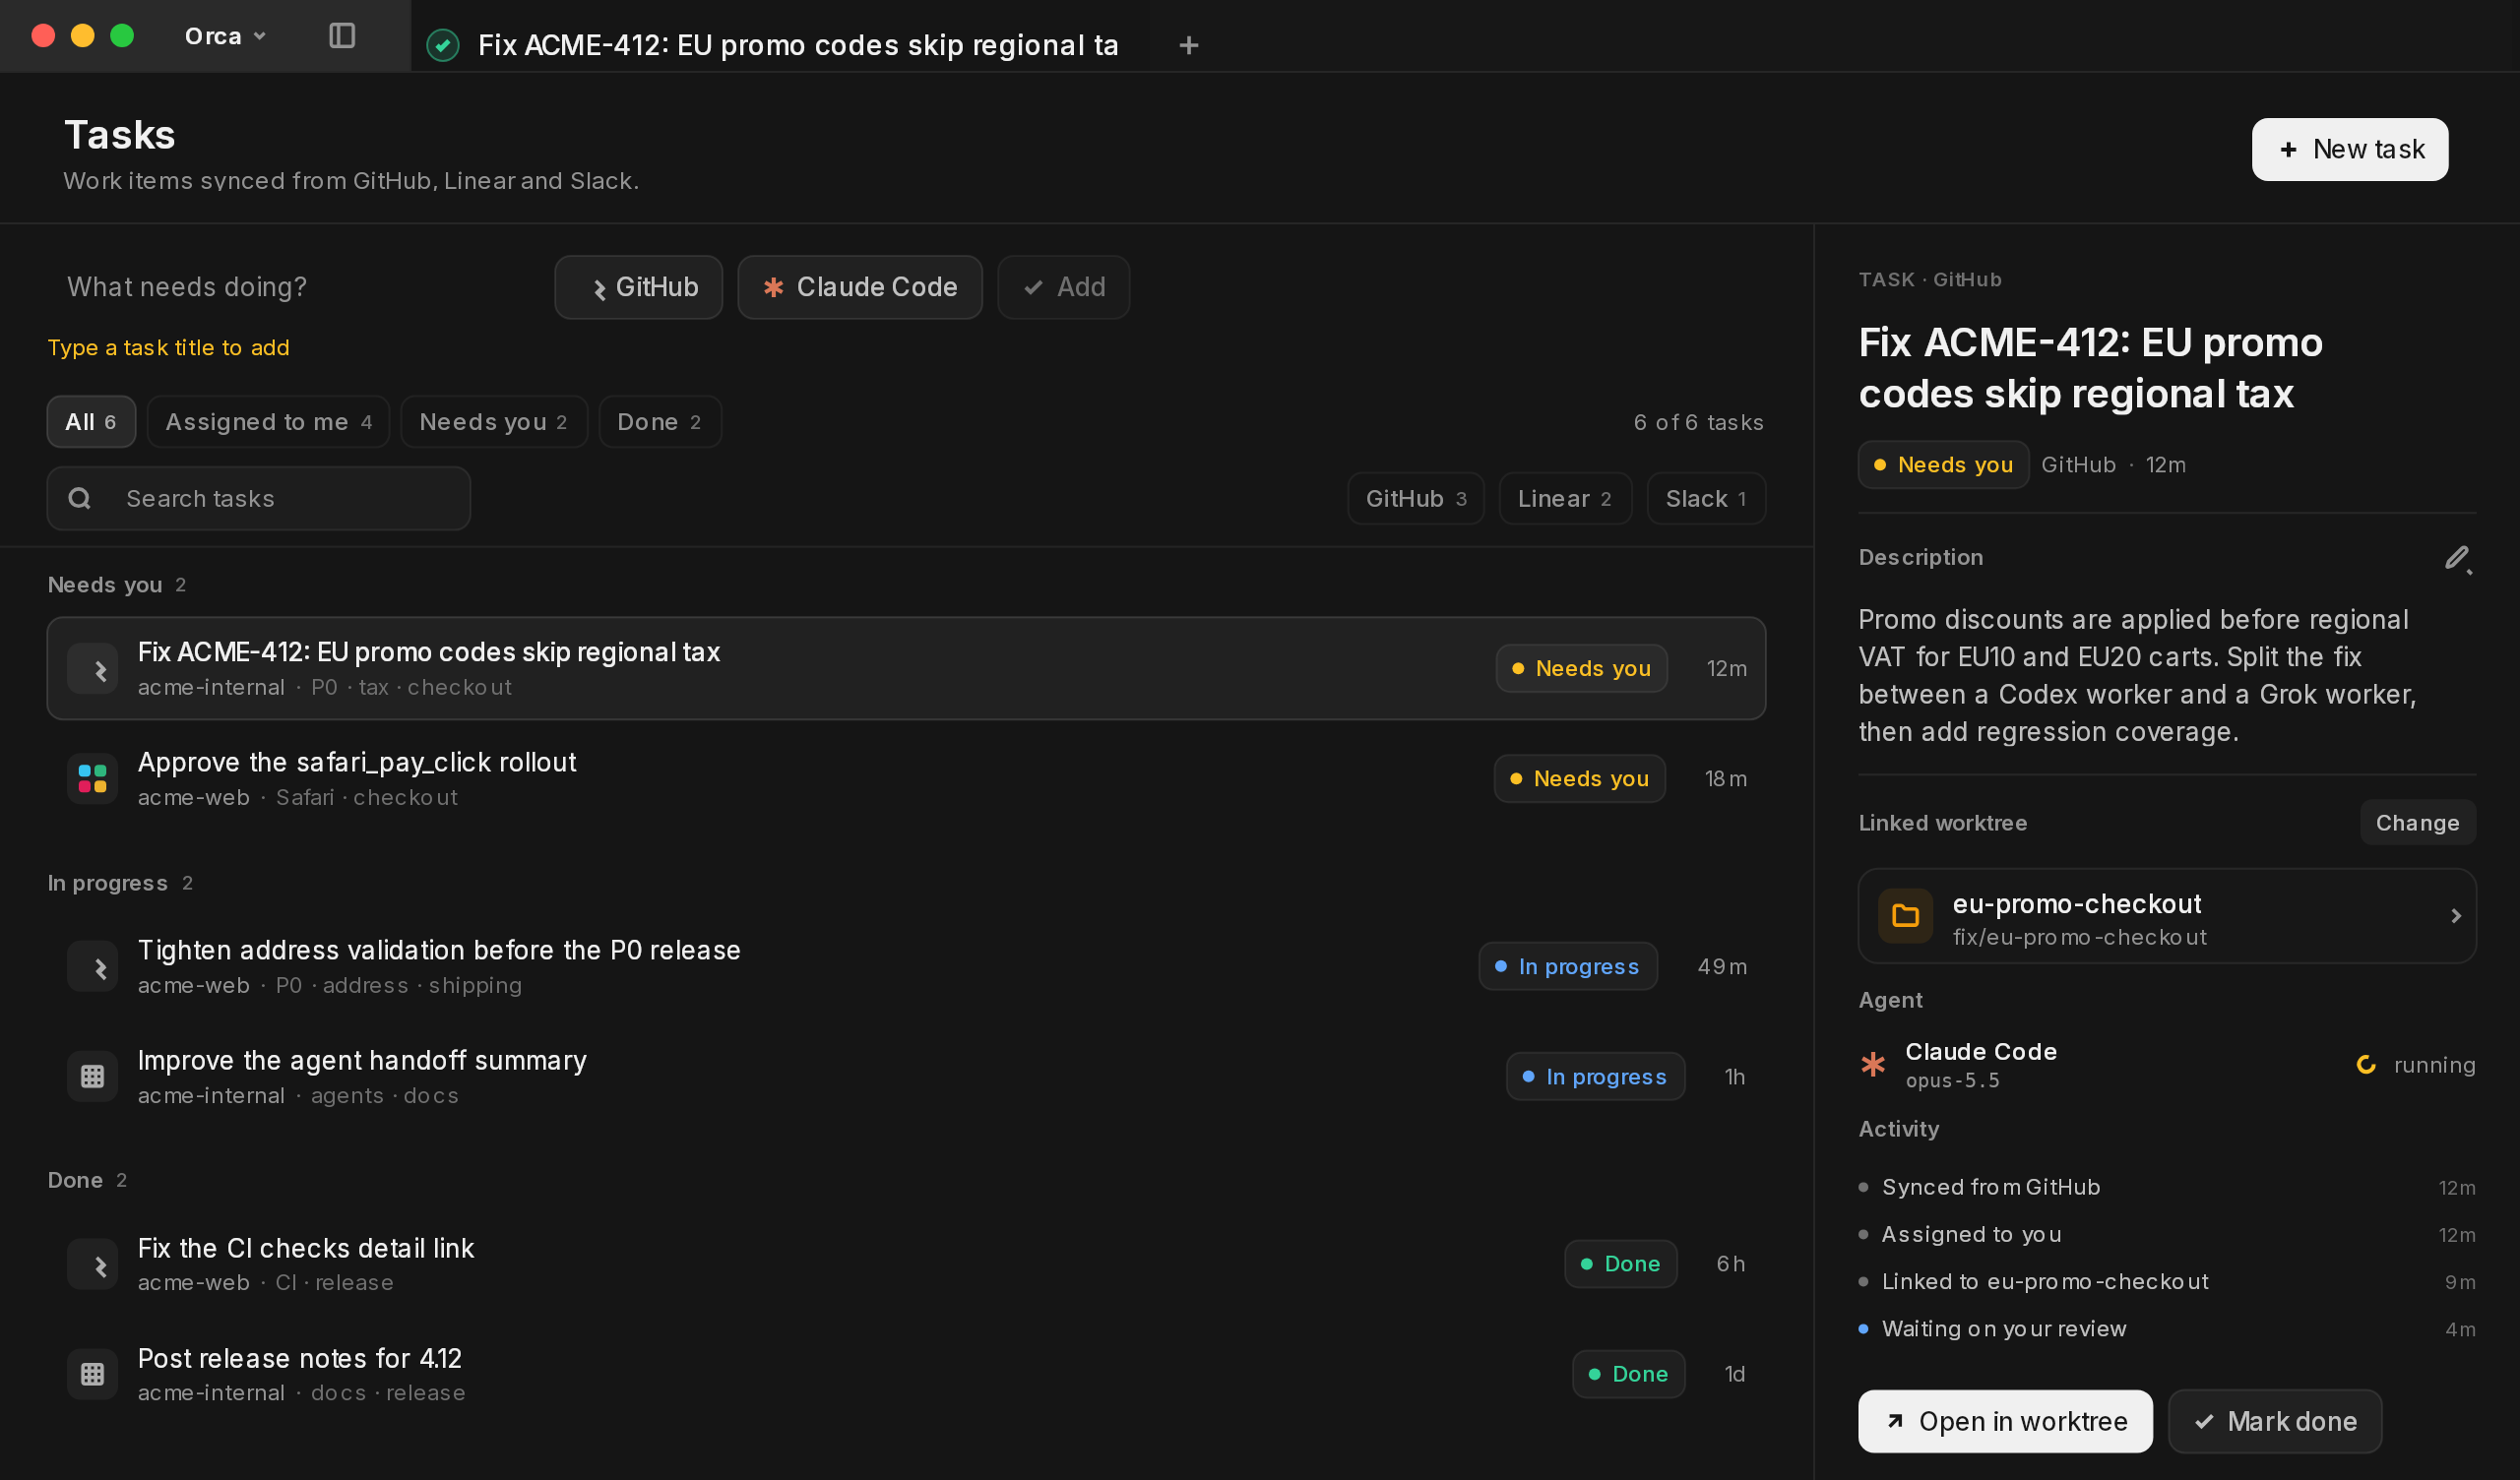 Orca
Fix ACME-412: EU promo codes skip regional ta
Tasks
Work items synced from GitHub, Linear and Slack.
New task
What needs doing?
GitHub
Claude Code
Add
Type a task title to add
All 6
Assigned to me 4
Needs you 2
Done 2
6 of 6 tasks
Search tasks
GitHub 3
Linear 2
Slack 1
Needs you 2
Fix ACME-412: EU promo codes skip regional tax
acme-internal · P0 · tax · checkout
Needs you
12m
Approve the safari_pay_click rollout
acme-web · Safari · checkout
Needs you
18m
In progress 2
Tighten address validation before the P0 release
acme-web · P0 · address · shipping
In progress
49m
Improve the agent handoff summary
acme-internal · agents · docs
In progress
1h
Done 2
Fix the CI checks detail link
acme-web · CI · release
Done
6h
Post release notes for 4.12
acme-internal · docs · release
Done
1d
TASK · GitHub
Fix ACME-412: EU promo
codes skip regional tax
Needs you
GitHub · 12m
Description
Promo discounts are applied before regional
VAT for EU10 and EU20 carts. Split the fix
between a Codex worker and a Grok worker,
then add regression coverage.
Linked worktree
Change
eu-promo-checkout
fix/eu-promo-checkout
Agent
Claude Code
opus-5.5
running
Activity
Synced from GitHub 12m
Assigned to you 12m
Linked to eu-promo-checkout 9m
Waiting on your review 4m
Open in worktree
Mark done